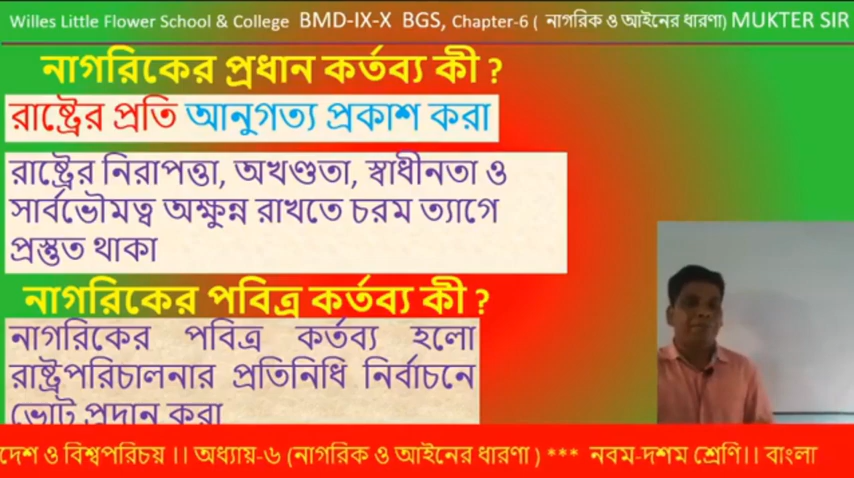 Willes Little Flower School & College BMD-IX-X BGS, Chapter-6 ( নাগরিক ও আইনের ধারণা) MUKTER SIR
নাগরিকের প্রধান কর্তব্য কী ?
রাষ্ট্রের প্রতি আনুগত্য প্রকাশ করা
রাষ্ট্রের নিরাপত্তা, অখণ্ডতা, স্বাধীনতা ও
সার্বভৌমত্ব অক্ষুন্ন রাখতে চরম ত্যাগে
প্রস্তুত থাকা
নাগরিকের পবিত্র কর্তব্য কী ?
নাগরিকের পবিত্র কর্তব্য হলো
রাষ্ট্রপরিচালনার প্রতিনিধি নির্বাচনে
ভোট প্রদান করা
দেশ ও বিশ্বপরিচয় ।। অধ্যায়-৬ (নাগরিক ও আইনের ধারণা ) *** নবম-দশম শ্রেণি।। বাংলা